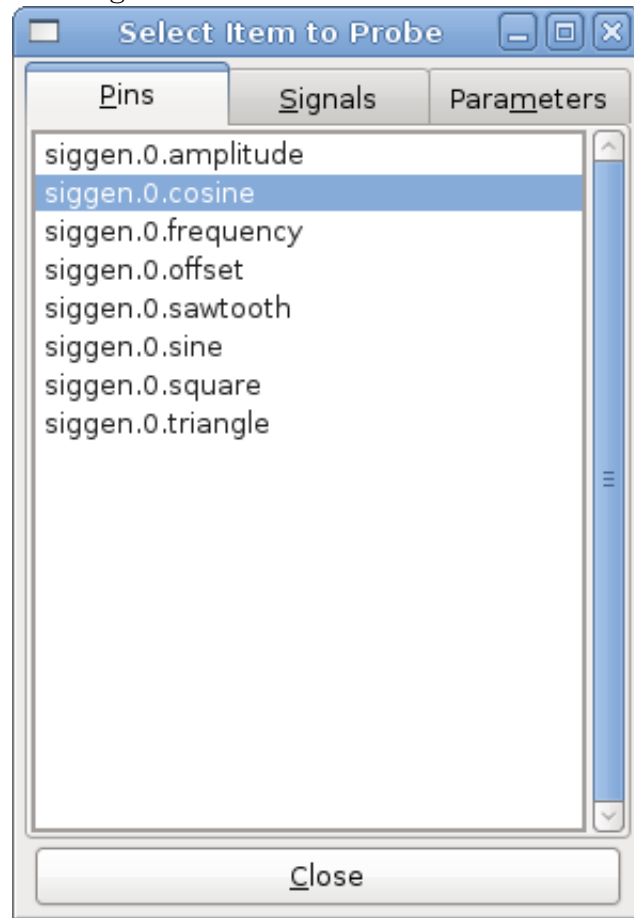 Select Item to Probe
Pins Signals Parameters
siggen.0.amplitude
siggen.0.cosine
siggen.0.frequency
siggen.0.offset
siggen.0.sawtooth
siggen.0.sine
siggen.0.square
siggen.0.triangle
Close